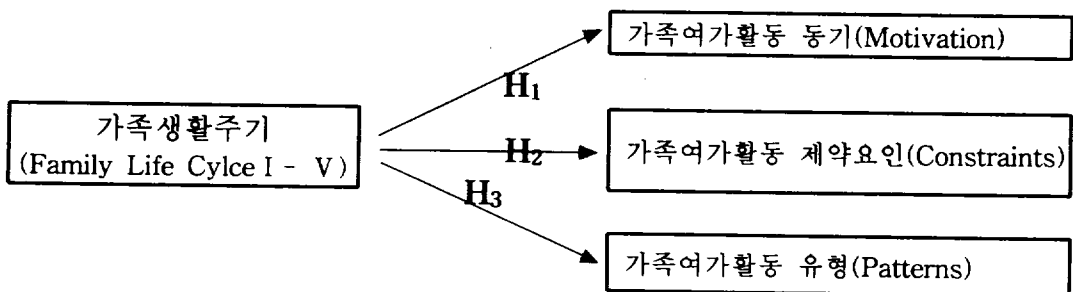 가족여가활동 동기(Motivation)
H1
가족생활주기
(Family Life Cylce I - V)
H2
가족여가활동 제약요인(Constraints)
H3
가족여가활동 유형(Patterns)